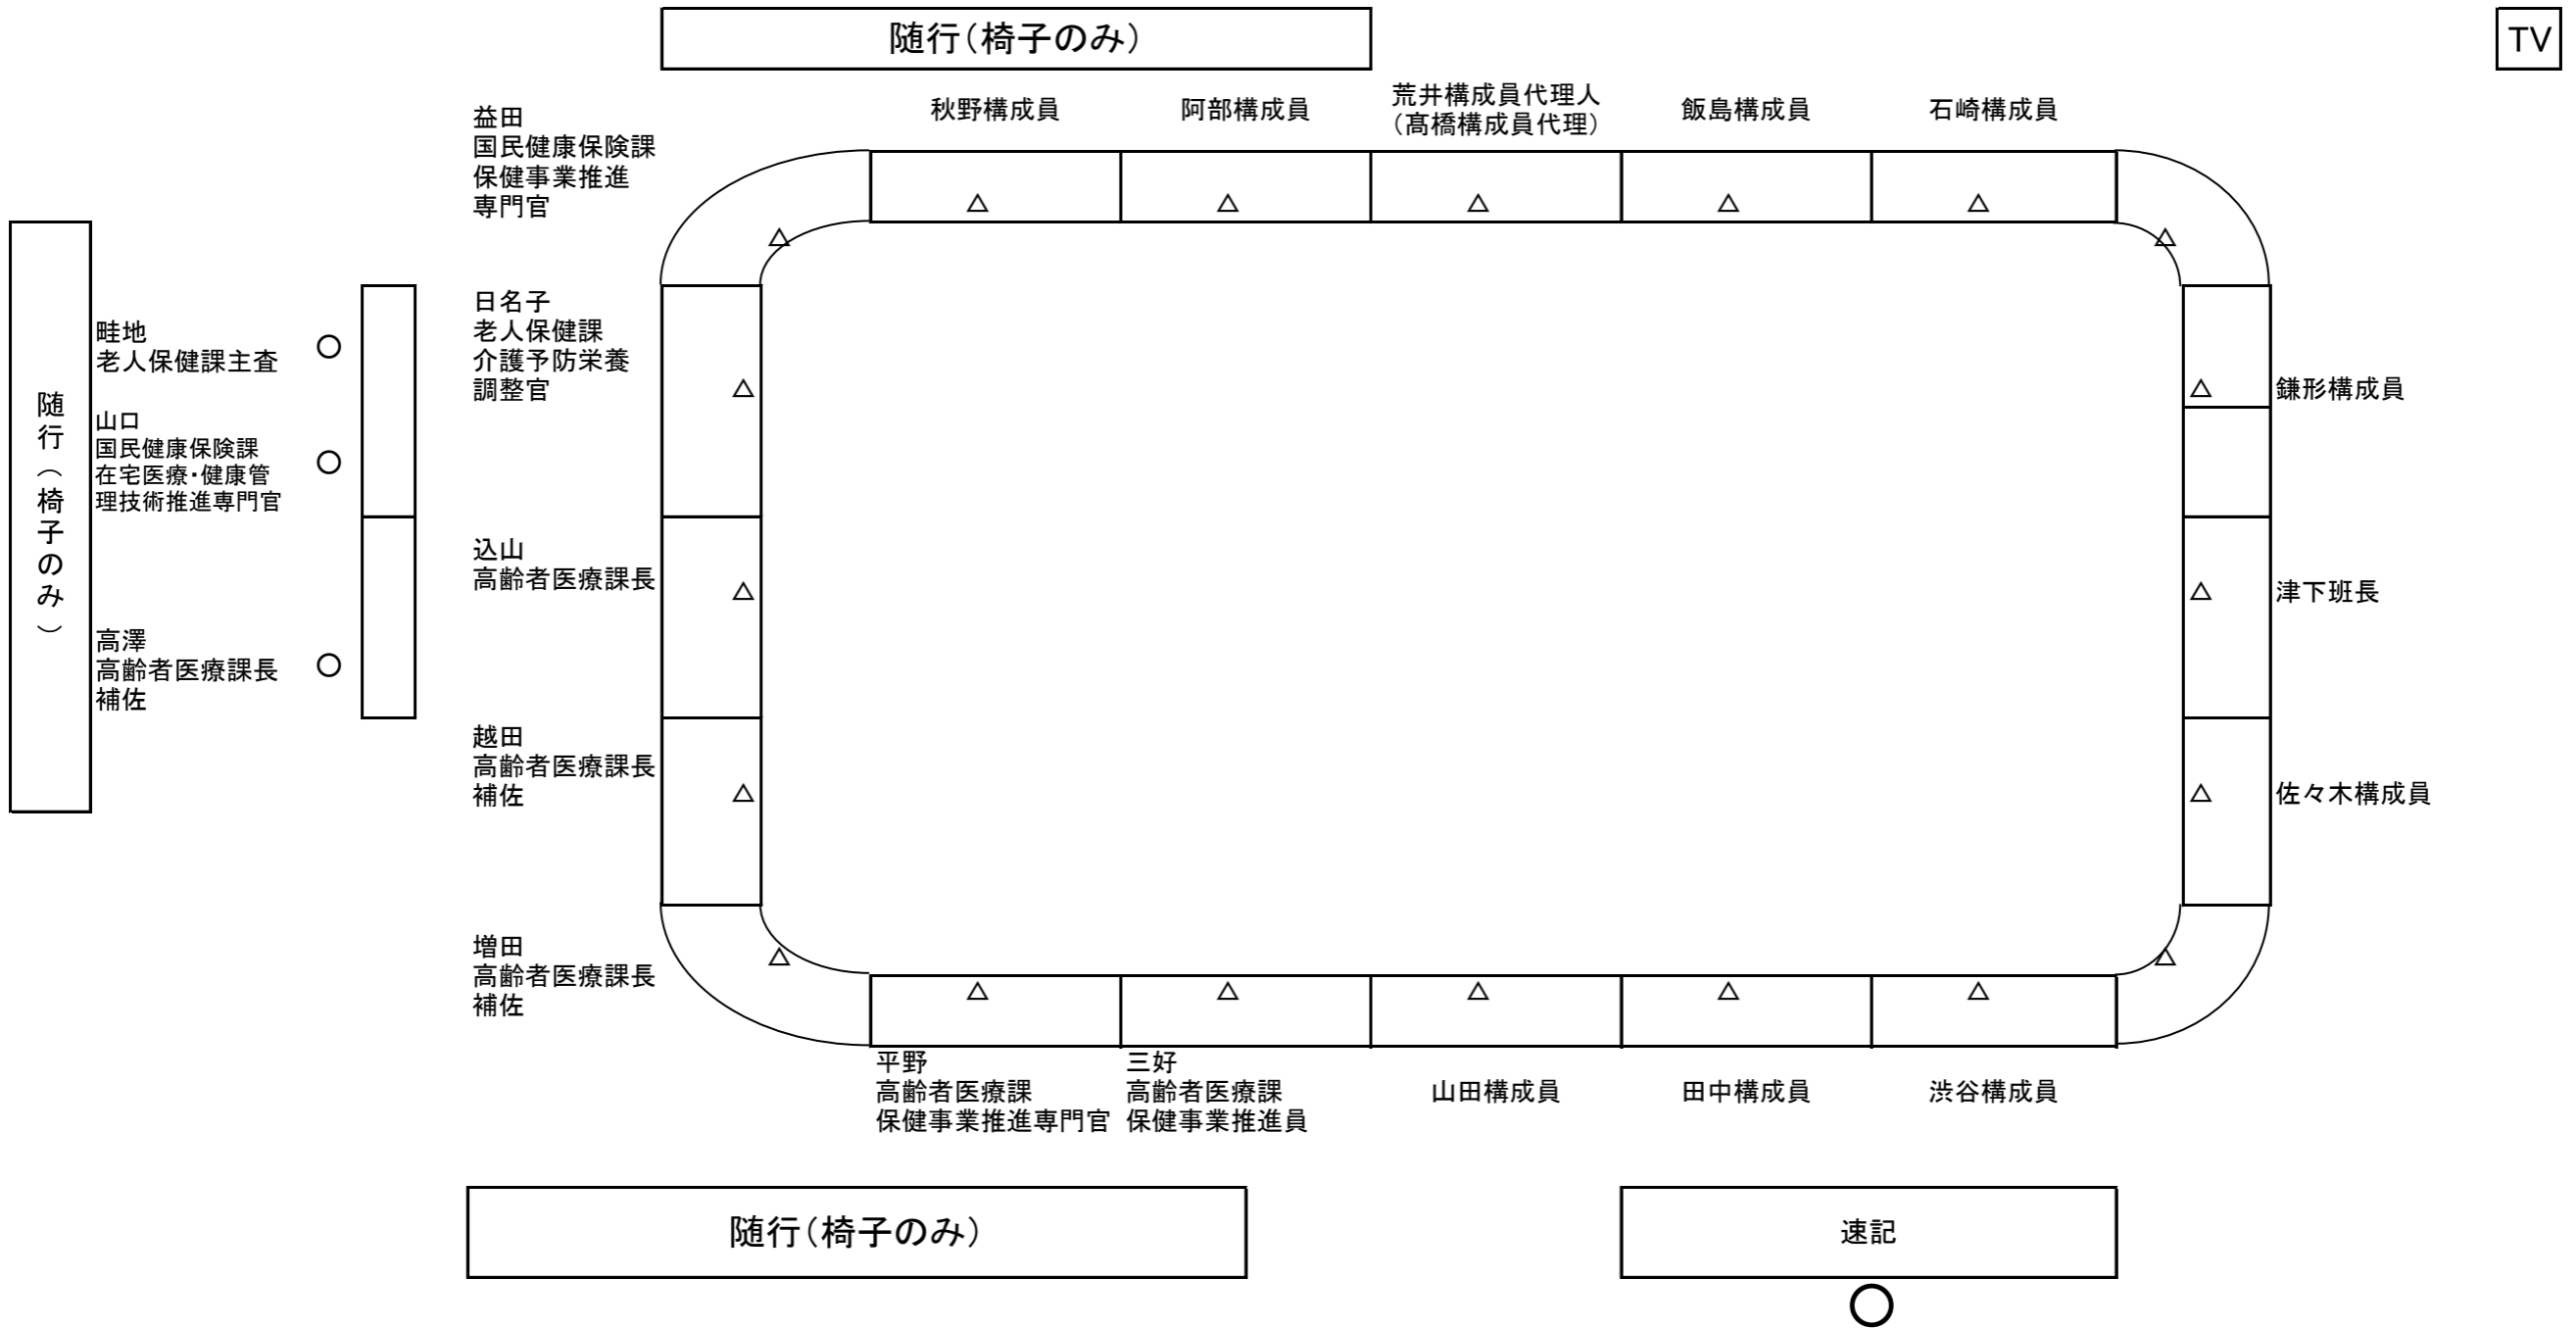 随行（椅子のみ）
TV
秋野構成員
阿部構成員
荒井構成員代理人
（髙橋構成員代理）
飯島構成員
石崎構成員
益田
国民健康保険課
保健事業推進
専門官
日名子
老人保健課
介護予防栄養
調整官
込山
高齢者医療課長
越田
高齢者医療課長
補佐
増田
高齢者医療課長
補佐
随行（椅子のみ）
畦地
老人保健課主査
山口
国民健康保険課
在宅医療・健康管
理技術推進専門官
高澤
高齢者医療課長
補佐
鎌形構成員
津下班長
佐々木構成員
平野
高齢者医療課
保健事業推進専門官
三好
高齢者医療課
保健事業推進員
山田構成員
田中構成員
渋谷構成員
随行（椅子のみ）
速記